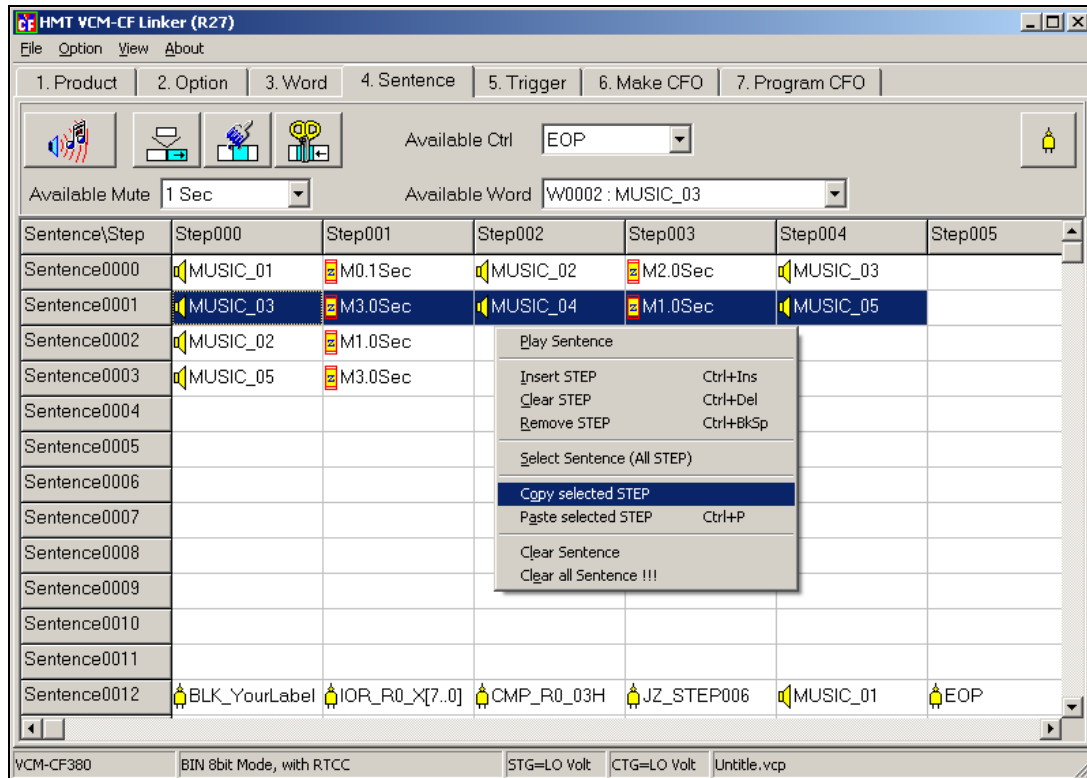 HMT VCM-CF Linker (R27)
File Option View About
1. Product 2. Option 3. Word 4. Sentence 5. Trigger 6. Make CFO 7. Program CFO
Available Ctrl EOP
Available Mute 1 Sec Available Word W0002 : MUSIC_03
Sentence\Step Step000 Step001 Step002 Step003 Step004 Step005
Sentence0000 MUSIC_01 M0.1Sec MUSIC_02 M2.0Sec MUSIC_03
Sentence0001 MUSIC_03 M3.0Sec MUSIC_04 M1.0Sec MUSIC_05
Sentence0002 MUSIC_02 M1.0Sec
Sentence0003 MUSIC_05 M3.0Sec
Sentence0004
Sentence0005
Sentence0006
Sentence0007
Sentence0008
Sentence0009
Sentence0010
Sentence0011
Sentence0012 BLK_YourLabel IOR_R0_X[7..0] CMP_R0_03H JZ_STEP006 MUSIC_01 EOP
Play Sentence
Insert STEP Ctrl+Ins
Clear STEP Ctrl+Del
Remove STEP Ctrl+BkSp
Select Sentence (All STEP)
Copy selected STEP
Paste selected STEP Ctrl+P
Clear Sentence
Clear all Sentence !!!
VCM-CF380 BIN 8bit Mode, with RTCC STG=LO Volt CTG=LO Volt Untitle.vcp